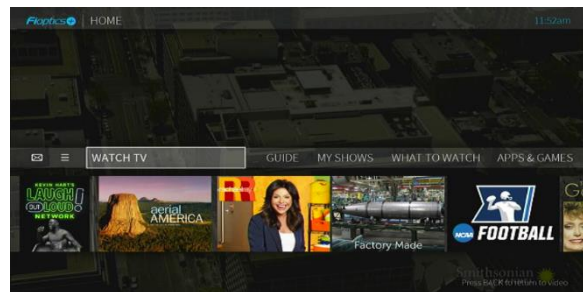 Fioptics+ HOME
11:52am
WATCH TV
GUIDE MY SHOWS WHAT TO WATCH APPS & GAMES
KEVIN HART'S
LAUGH
OUT LOUD
NETWORK
aerial
AMERICA
Factory Made
NCAA FOOTBALL
G
Smithsonian
Press BACK to return to video